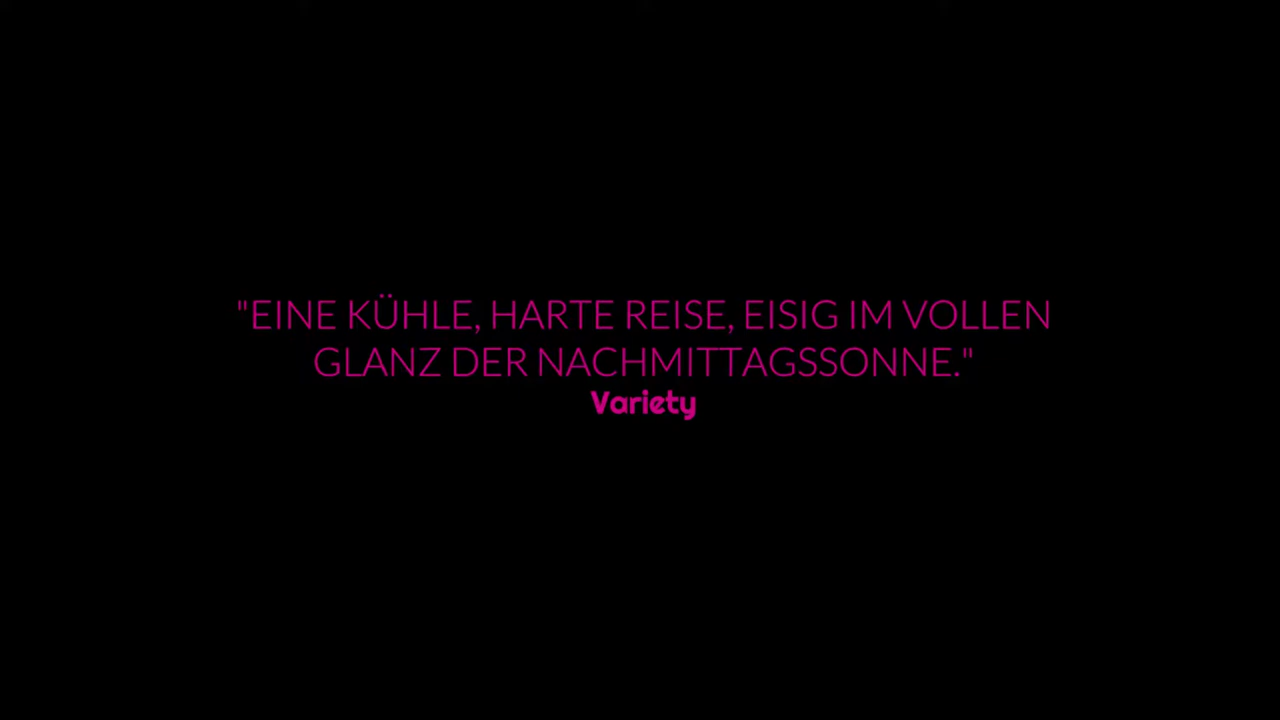 "EINE KÜHLE, HARTE REISE, EISIG IM VOLLEN
GLANZ DER NACHMITTAGSSONNE."
Variety